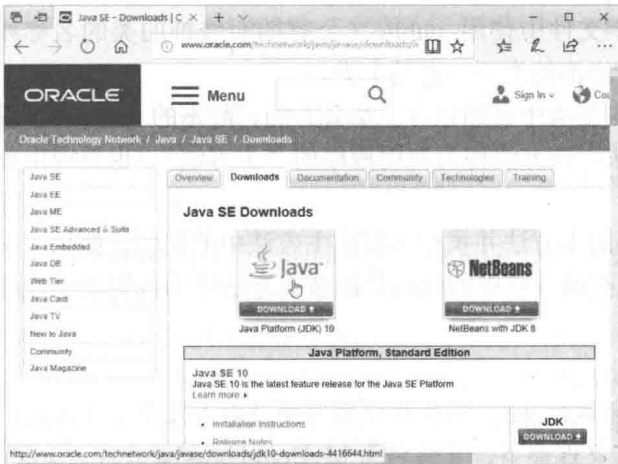 Java SE - Downloads | C
www.oracle.com/technetwork/java/javase/downloads/i
ORACLE
Menu
Sign In
Cou
Oracle Technology Network / Java / Java SE / Downloads
Java SE
Java EE
Java ME
Java SE Advanced & Suite
Java Embedded
Java DB
Web Tier
Java Card
Java TV
New to Java
Community
Java Magazine
Overview Downloads Documentation Community Technologies Training
Java SE Downloads
Java
DOWNLOAD
Java Platform (JDK) 10
NetBeans
DOWNLOAD
NetBeans with JDK 8
Java Platform, Standard Edition
Java SE 10
Java SE 10 is the latest feature release for the Java SE Platform
Learn more
Installation Instructions
Release Notes
JDK
DOWNLOAD
http://www.oracle.com/technetwork/java/javase/downloads/jdk10-downloads-4416644.html